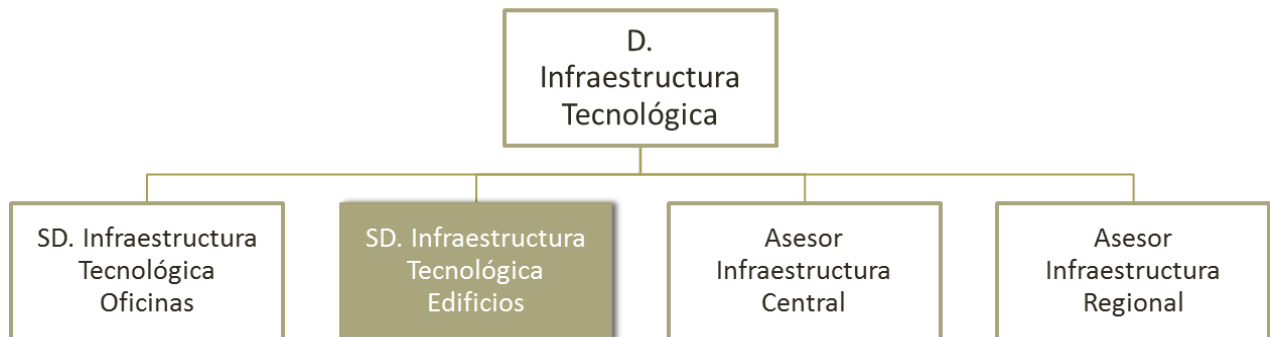 D.
Infraestructura
Tecnológica
SD. Infraestructura
Tecnológica
Oficinas
SD. Infraestructura
Tecnológica
Edificios
Asesor
Infraestructura
Central
Asesor
Infraestructura
Regional